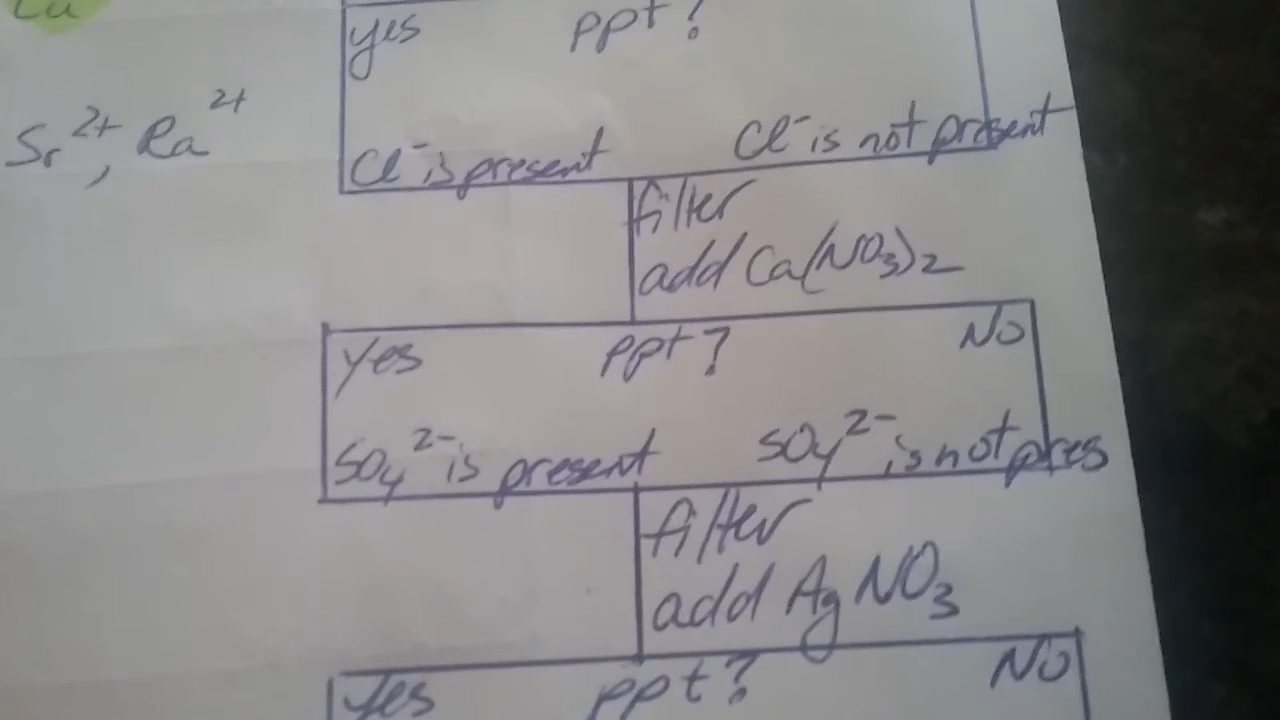 yes ppt?
Sr²⁺, Ra²⁺
Cl⁻ is present Cl⁻ is not present
filter
add Ca(NO₃)₂
Yes ppt? No
SO₄²⁻ is present SO₄²⁻ is not pres
filter
add AgNO₃
Yes ppt? No